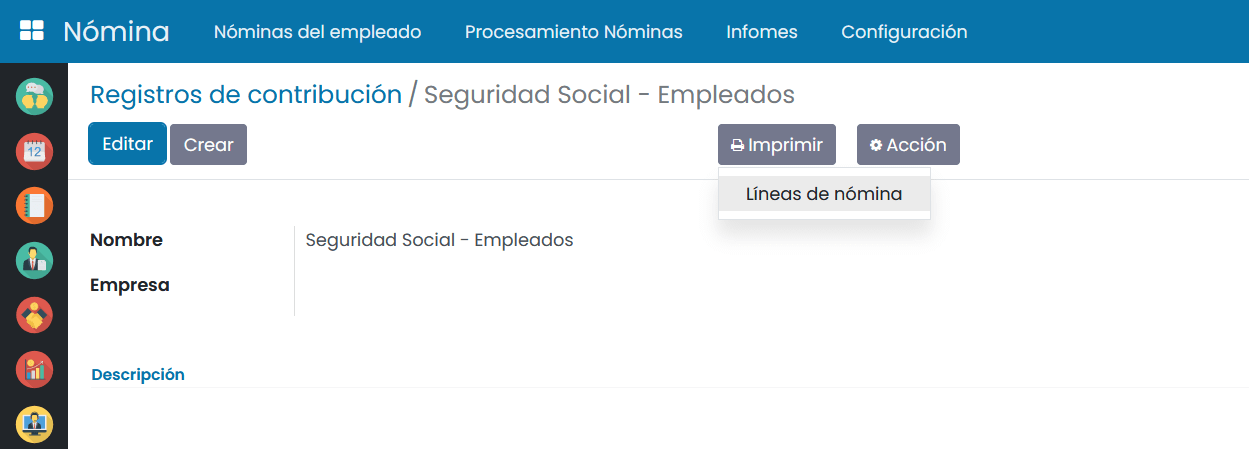 Nómina Nóminas del empleado Procesamiento Nóminas Infomes Configuración
Registros de contribución / Seguridad Social - Empleados
Editar Crear Imprimir Acción
12
Líneas de nómina
Nombre Seguridad Social - Empleados
Empresa
Descripción